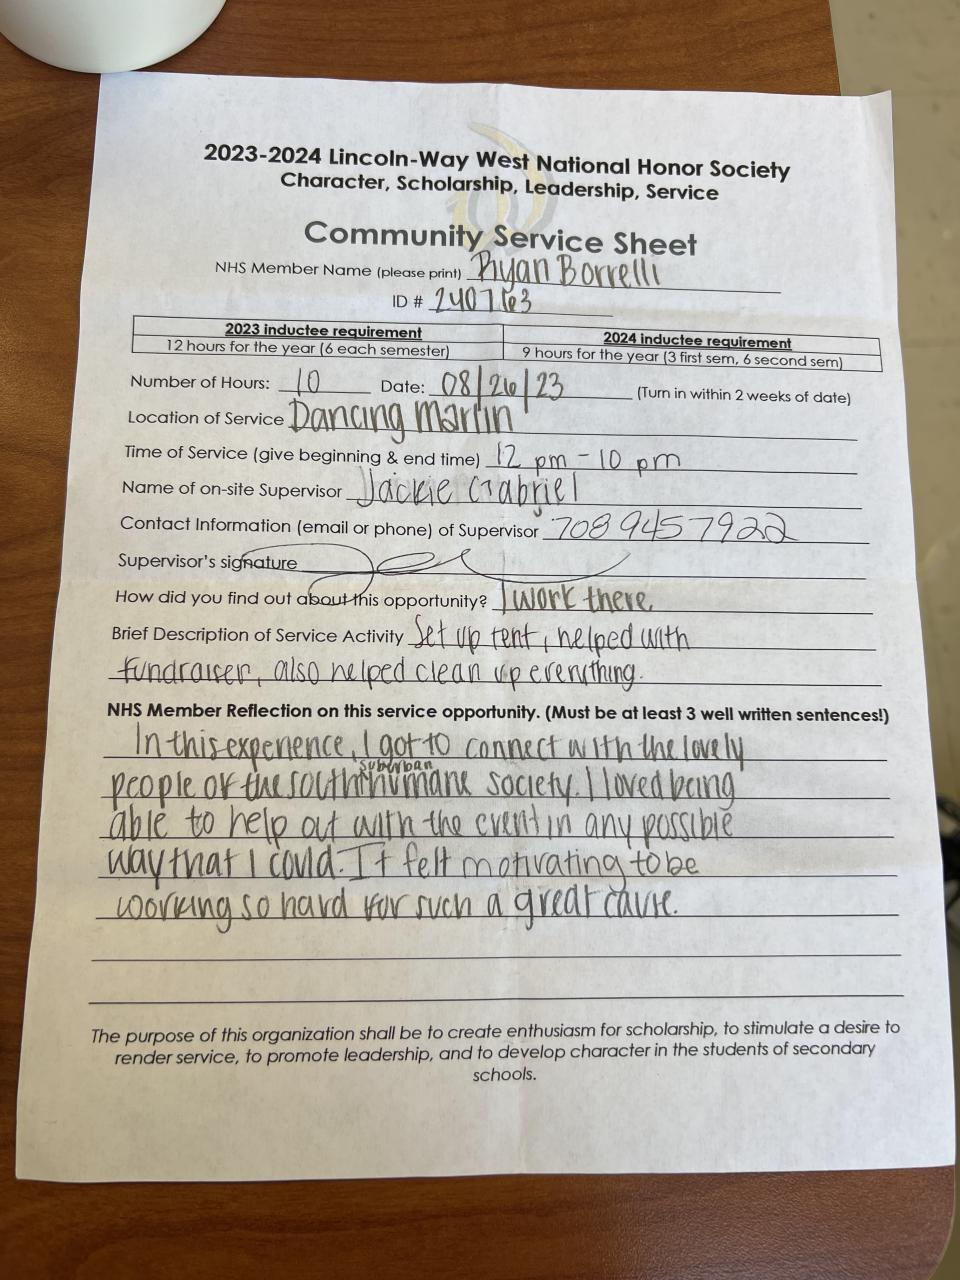 2023-2024 Lincoln-Way West National Honor Society
Character, Scholarship, Leadership, Service
Community Service Sheet
NHS Member Name (please print) Ryan Borrelli
ID # 2407163
2023 inductee requirement
12 hours for the year (6 each semester)
2024 inductee requirement
9 hours for the year (3 first sem, 6 second sem)
Number of Hours: 10 Date: 08/26/23 (Turn in within 2 weeks of date)
Location of Service Dancing Marlin
Time of Service (give beginning & end time) 12 pm - 10 pm
Name of on-site Supervisor Jackie Gabriel
Contact Information (email or phone) of Supervisor 708 945 7922
Supervisor's signature
How did you find out about this opportunity? I work there.
Brief Description of Service Activity Set up tent, helped with
fundraiser, also helped clean up everything.
NHS Member Reflection on this service opportunity. (Must be at least 3 well written sentences!)
In this experience, I got to connect with the lovely
people of the south suburban humane society. I loved being
able to help out with the event in any possible
way that I could. It felt motivating to be
working so hard for such a great cause.
The purpose of this organization shall be to create enthusiasm for scholarship, to stimulate a desire to
render service, to promote leadership, and to develop character in the students of secondary
schools.